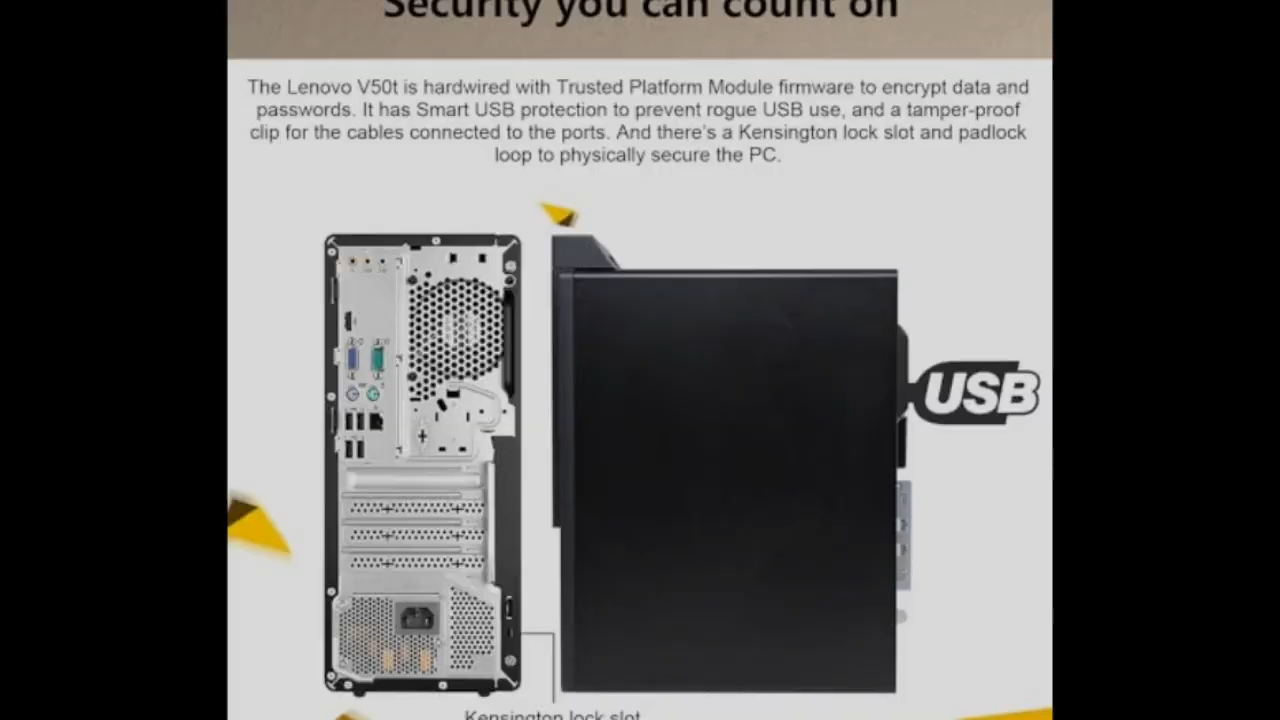 Security you can count on
The Lenovo V50t is hardwired with Trusted Platform Module firmware to encrypt data and
passwords. It has Smart USB protection to prevent rogue USB use, and a tamper-proof
clip for the cables connected to the ports. And there's a Kensington lock slot and padlock
loop to physically secure the PC.
USB
Kensington lock slot